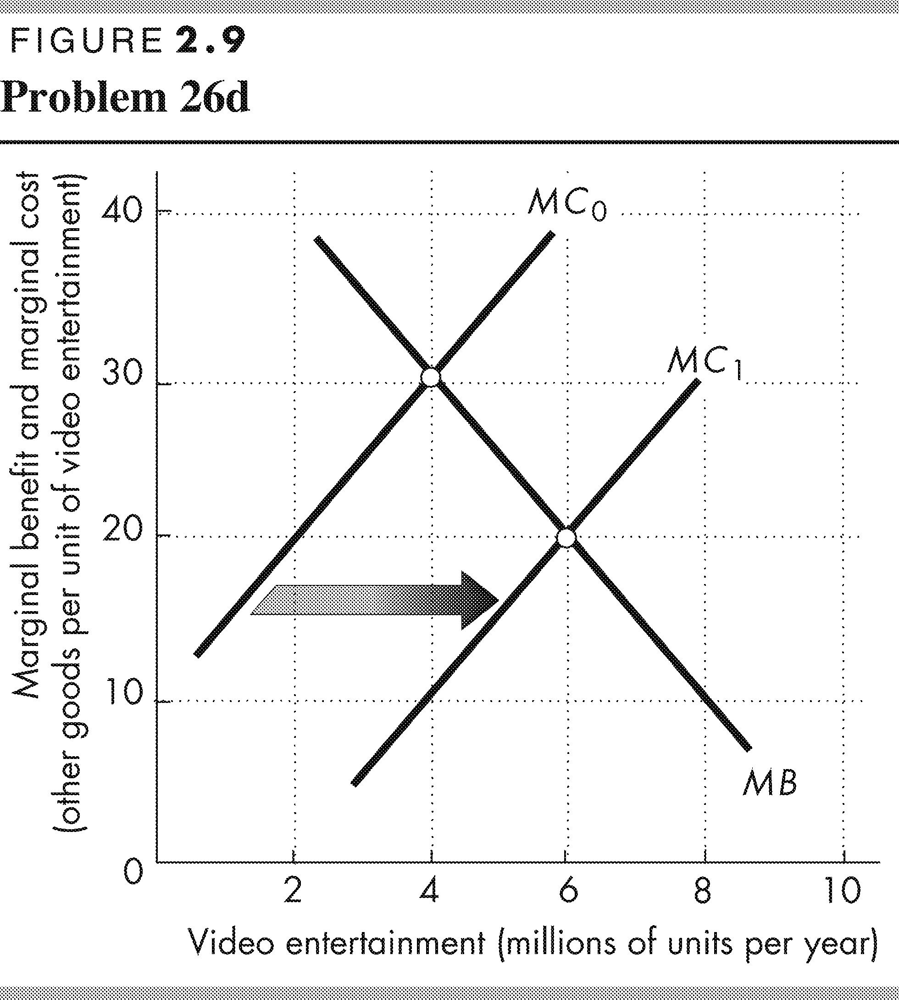 FIGURE 2.9
Problem 26d
Marginal benefit and marginal cost
(other goods per unit of video entertainment)
40
30
20
10
0
MC0
MC1
MB
2 4 6 8 10
Video entertainment (millions of units per year)